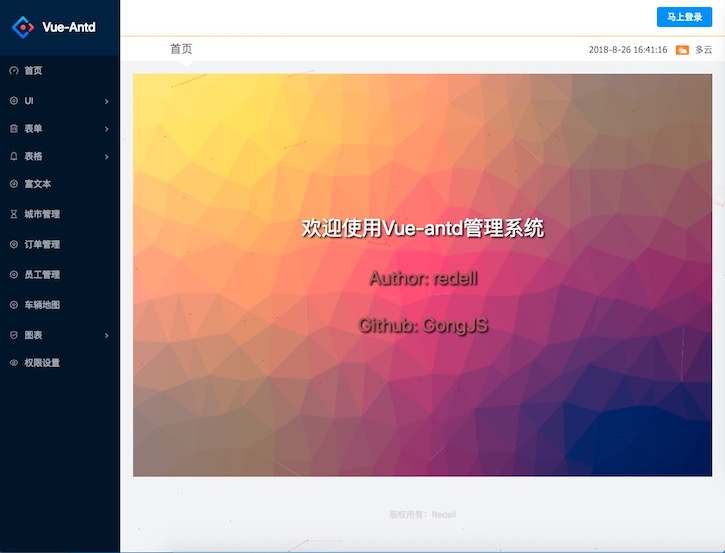 Vue-Antd
马上登录
首页
2018-8-26 16:41:16 多云
首页
UI
表单
表格
富文本
城市管理
订单管理
员工管理
车辆地图
图表
权限设置
欢迎使用Vue-antd管理系统
Author: redell
Github: GongJS
版权所有：Redell